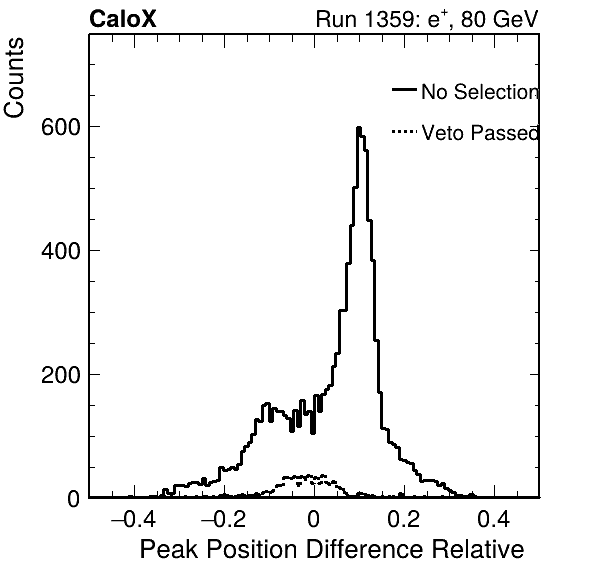 CaloX Run 1359: e⁺, 80 GeV
Counts
No Selection
Veto Passed
600
400
200
0
−0.4 −0.2 0 0.2 0.4
Peak Position Difference Relative